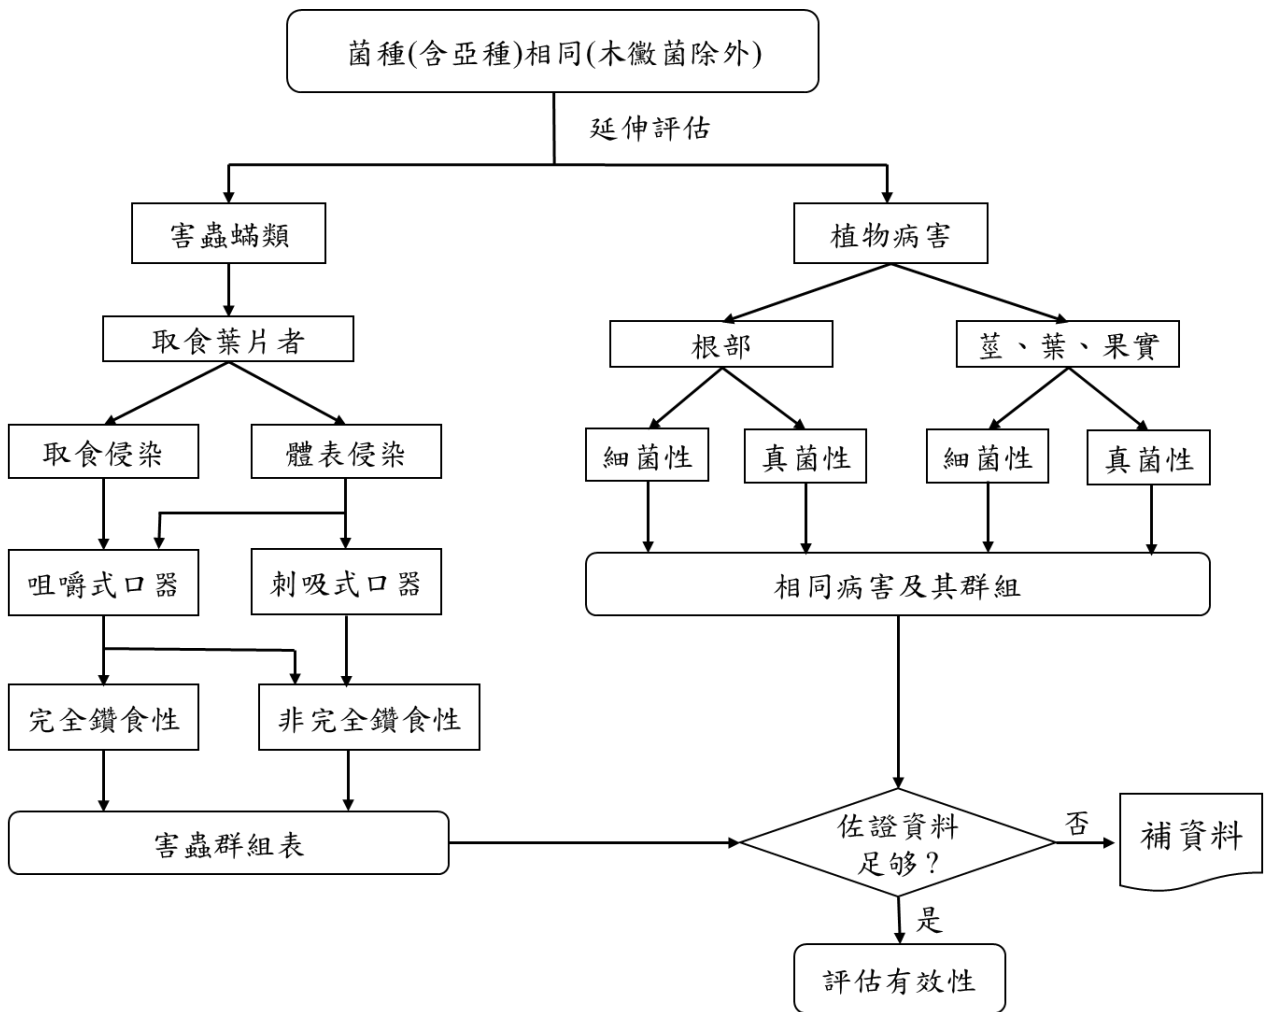 菌種(含亞種)相同(木黴菌除外)
延伸評估
害蟲蟎類
植物病害
取食葉片者
根部
莖、葉、果實
取食侵染
體表侵染
細菌性
真菌性
細菌性
真菌性
咀嚼式口器
刺吸式口器
相同病害及其群組
完全鑽食性
非完全鑽食性
害蟲群組表
佐證資料
足够?
否
補資料
是
評估有效性